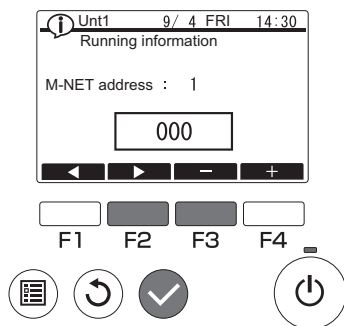 Unt1 9/ 4 FRI 14:30
Running information
M-NET address : 1
000
◀ ▶ − +
F1 F2 F3 F4